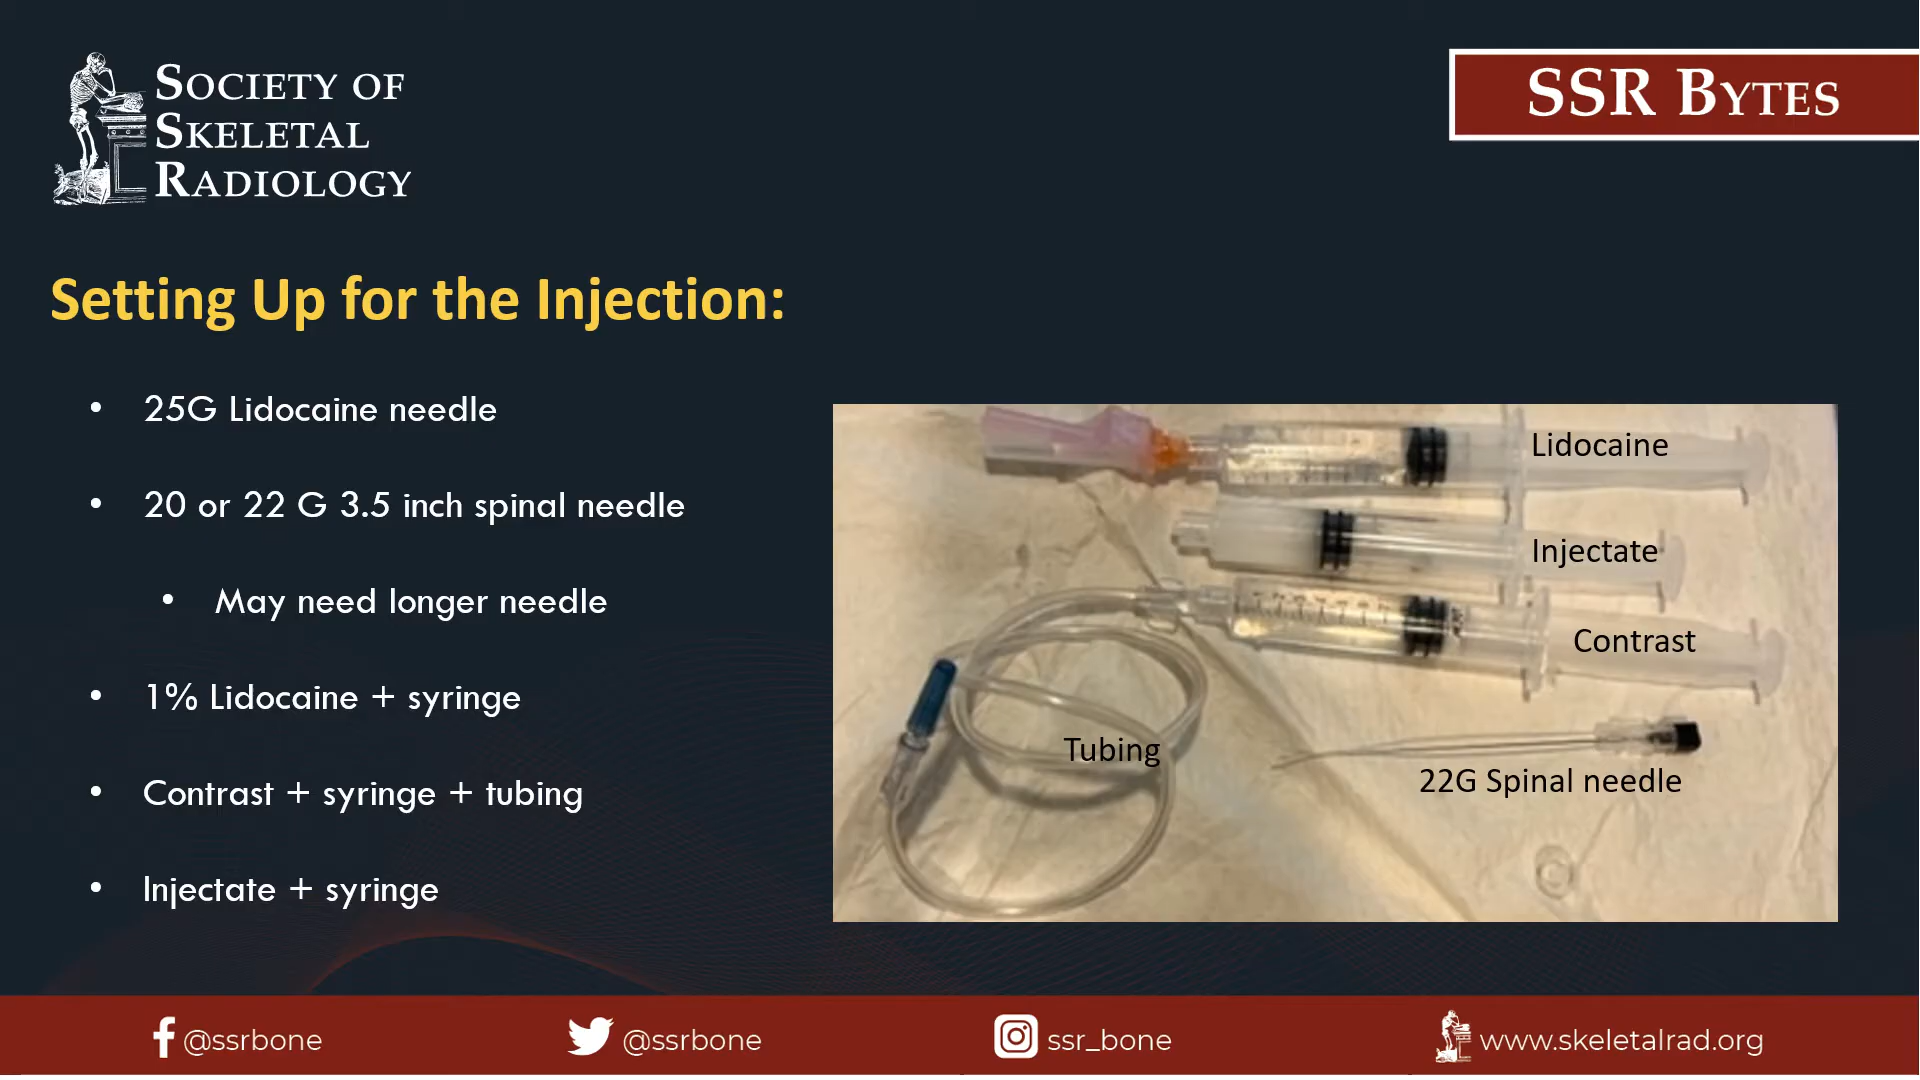 SOCIETY OF
SKELETAL
RADIOLOGY
SSR BYTES
Setting Up for the Injection:
• 25G Lidocaine needle
• 20 or 22 G 3.5 inch spinal needle
• May need longer needle
• 1% Lidocaine + syringe
• Contrast + syringe + tubing
• Injectate + syringe
Lidocaine
Injectate
Contrast
Tubing
22G Spinal needle
@ssrbone
@ssrbone
ssr_bone
www.skeletalrad.org